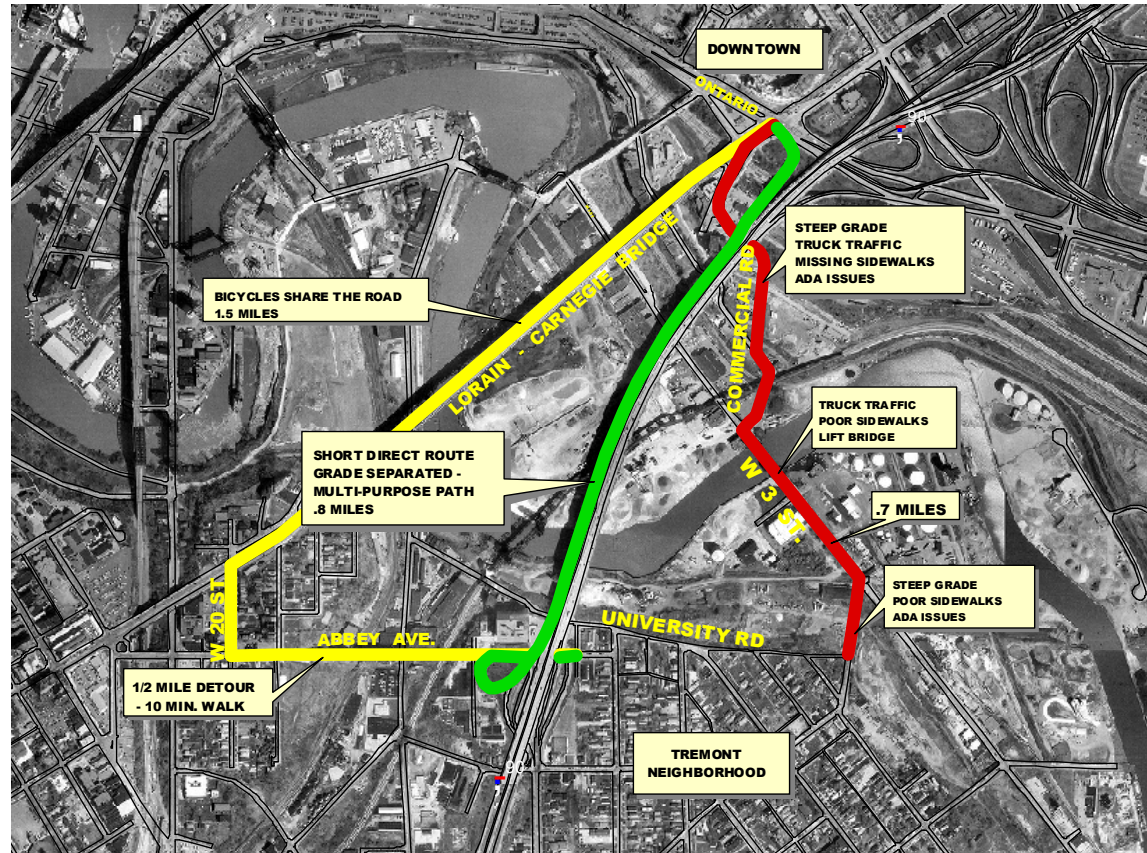 DOWNTOWN
ONTARIO
90
STEEP GRADE
TRUCK TRAFFIC
MISSING SIDEWALKS
ADA ISSUES
BICYCLES SHARE THE ROAD
1.5 MILES
LORAIN - CARNEGIE BRIDGE
COMMERCIAL RD
TRUCK TRAFFIC
POOR SIDEWALKS
LIFT BRIDGE
SHORT DIRECT ROUTE
GRADE SEPARATED -
MULTI-PURPOSE PATH
.8 MILES
W 3 ST.
.7 MILES
STEEP GRADE
POOR SIDEWALKS
ADA ISSUES
W 20 ST
ABBEY AVE.
UNIVERSITY RD
1/2 MILE DETOUR
- 10 MIN. WALK
TREMONT
NEIGHBORHOOD
90